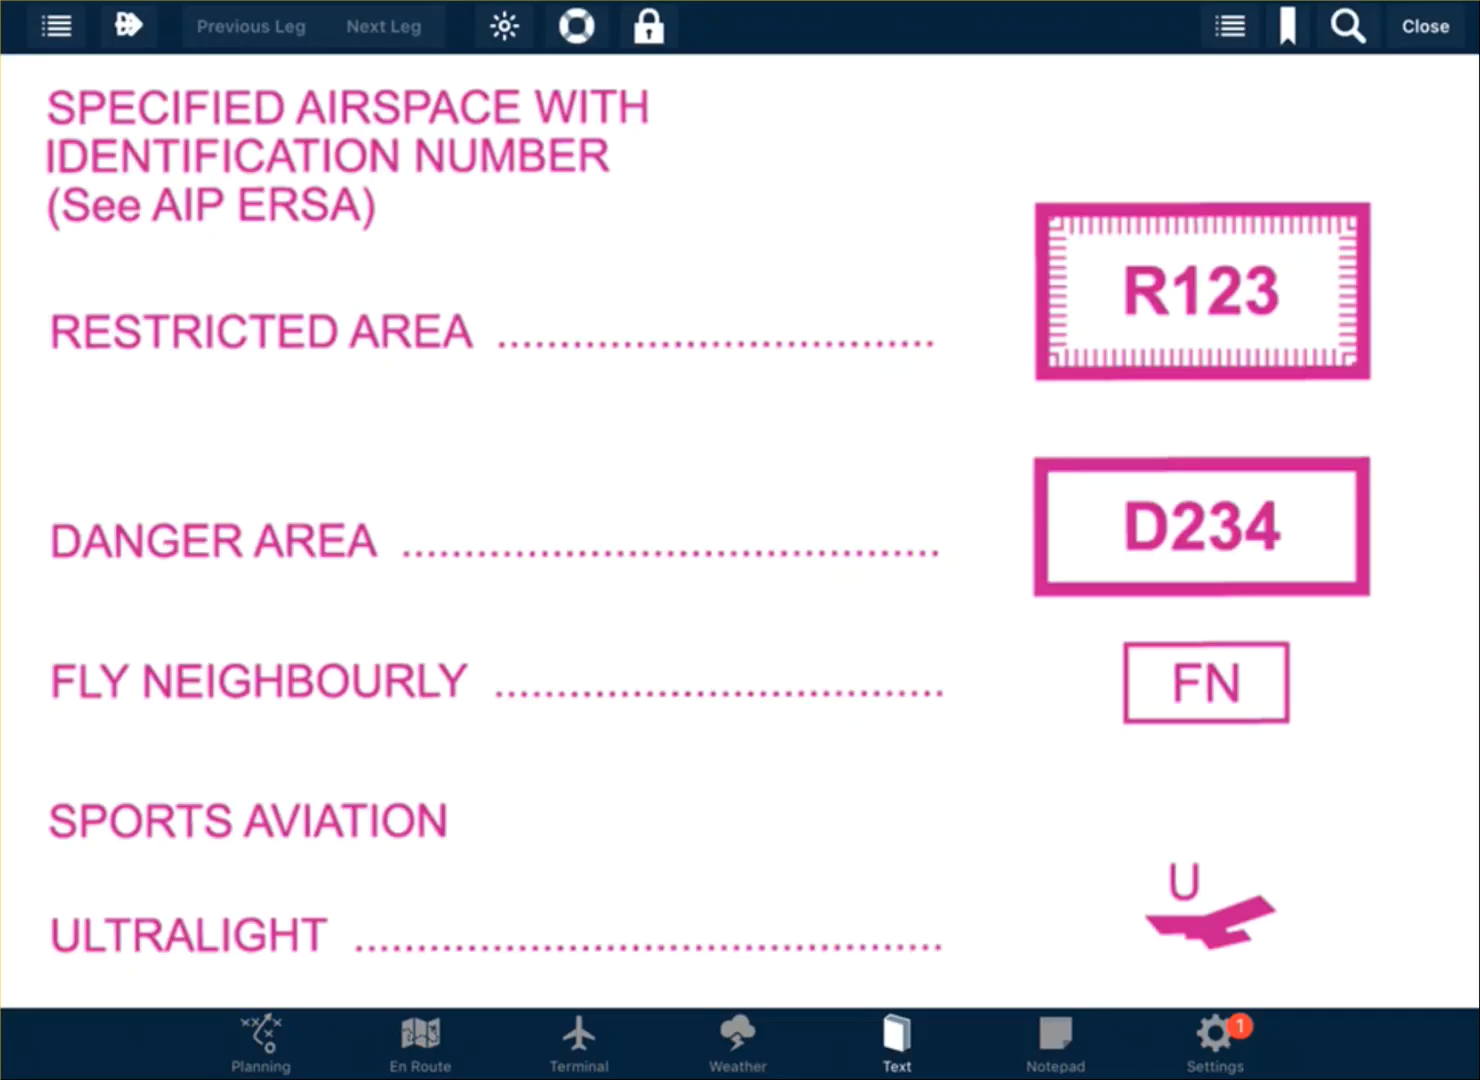 Previous Leg Next Leg Close
SPECIFIED AIRSPACE WITH
IDENTIFICATION NUMBER
(See AIP ERSA)
R123
RESTRICTED AREA ..................................
D234
DANGER AREA ..........................................
FLY NEIGHBOURLY ................................... FN
SPORTS AVIATION
U
ULTRALIGHT ..............................................
1
Planning En Route Terminal Weather Text Notepad Settings